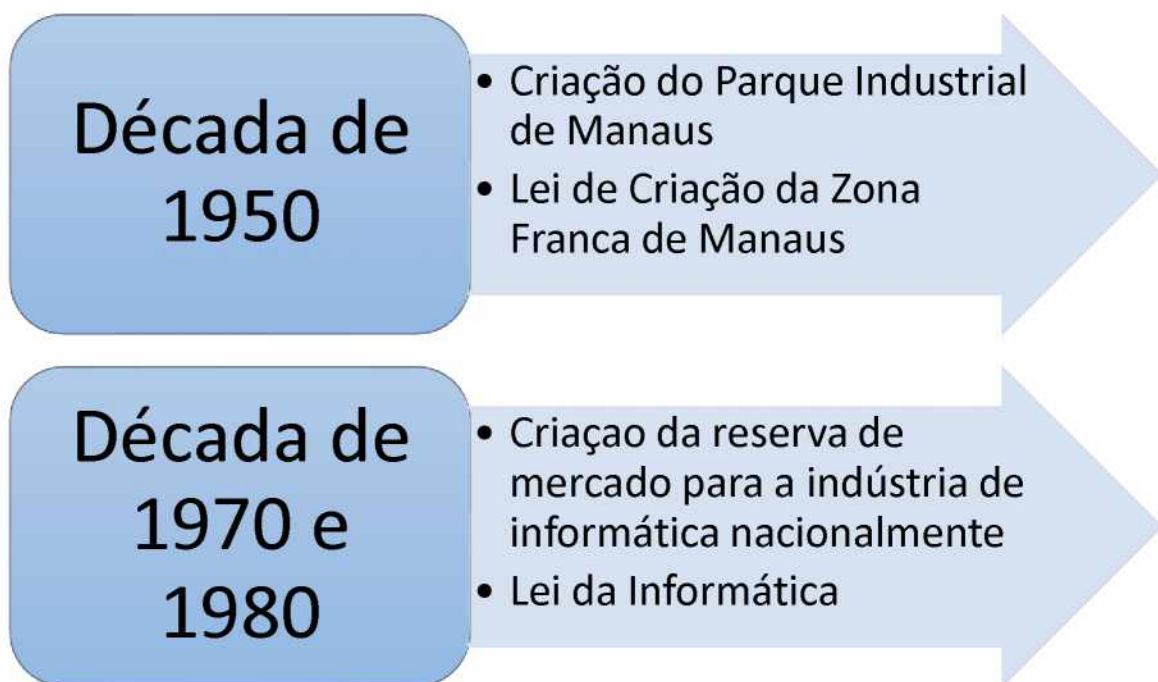 Década de
1950
• Criação do Parque Industrial
de Manaus
• Lei de Criação da Zona
Franca de Manaus
Década de
1970 e
1980
• Criaçao da reserva de
mercado para a indústria de
informática nacionalmente
• Lei da Informática